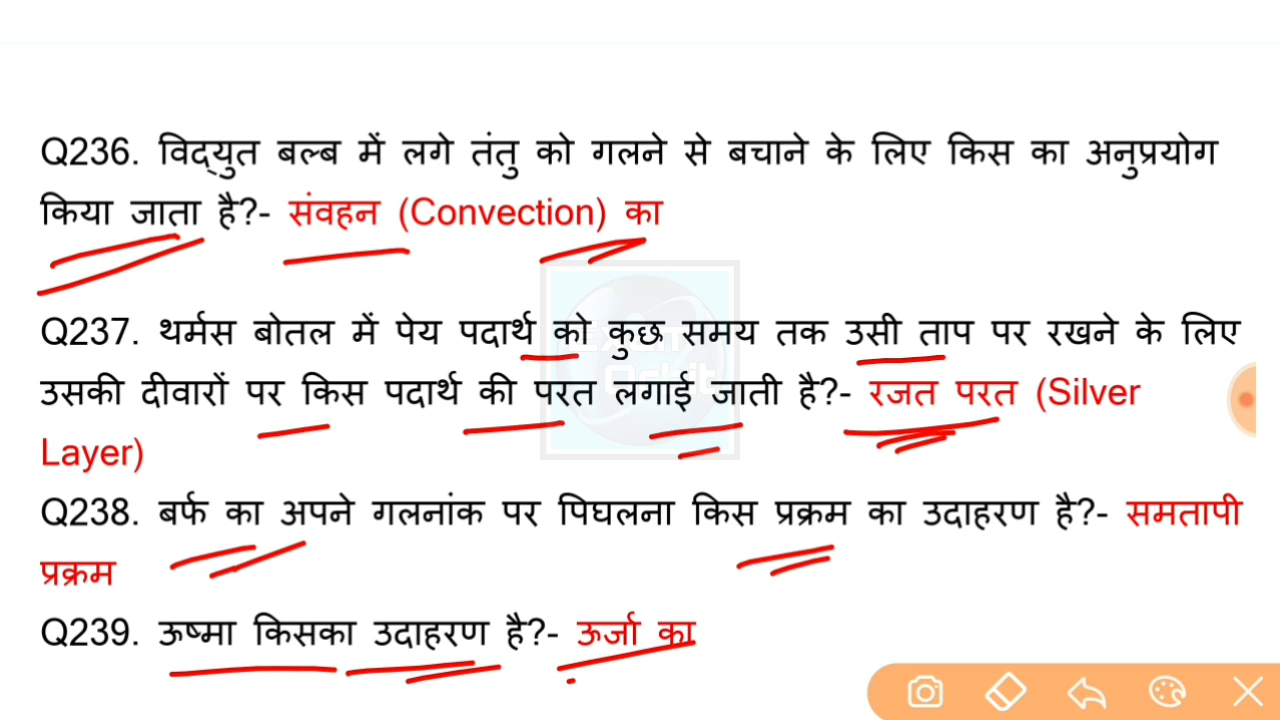 Q236. विद्युत बल्ब में लगे तंतु को गलने से बचाने के लिए किस का अनुप्रयोग
किया जाता है?- संवहन (Convection) का
Q237. थर्मस बोतल में पेय पदार्थ को कुछ समय तक उसी ताप पर रखने के लिए
उसकी दीवारों पर किस पदार्थ की परत लगाई जाती है?- रजत परत (Silver
Layer)
Q238. बर्फ का अपने गलनांक पर पिघलना किस प्रक्रम का उदाहरण है?- समतापी
प्रक्रम
Q239. ऊष्मा किसका उदाहरण है?- ऊर्जा का